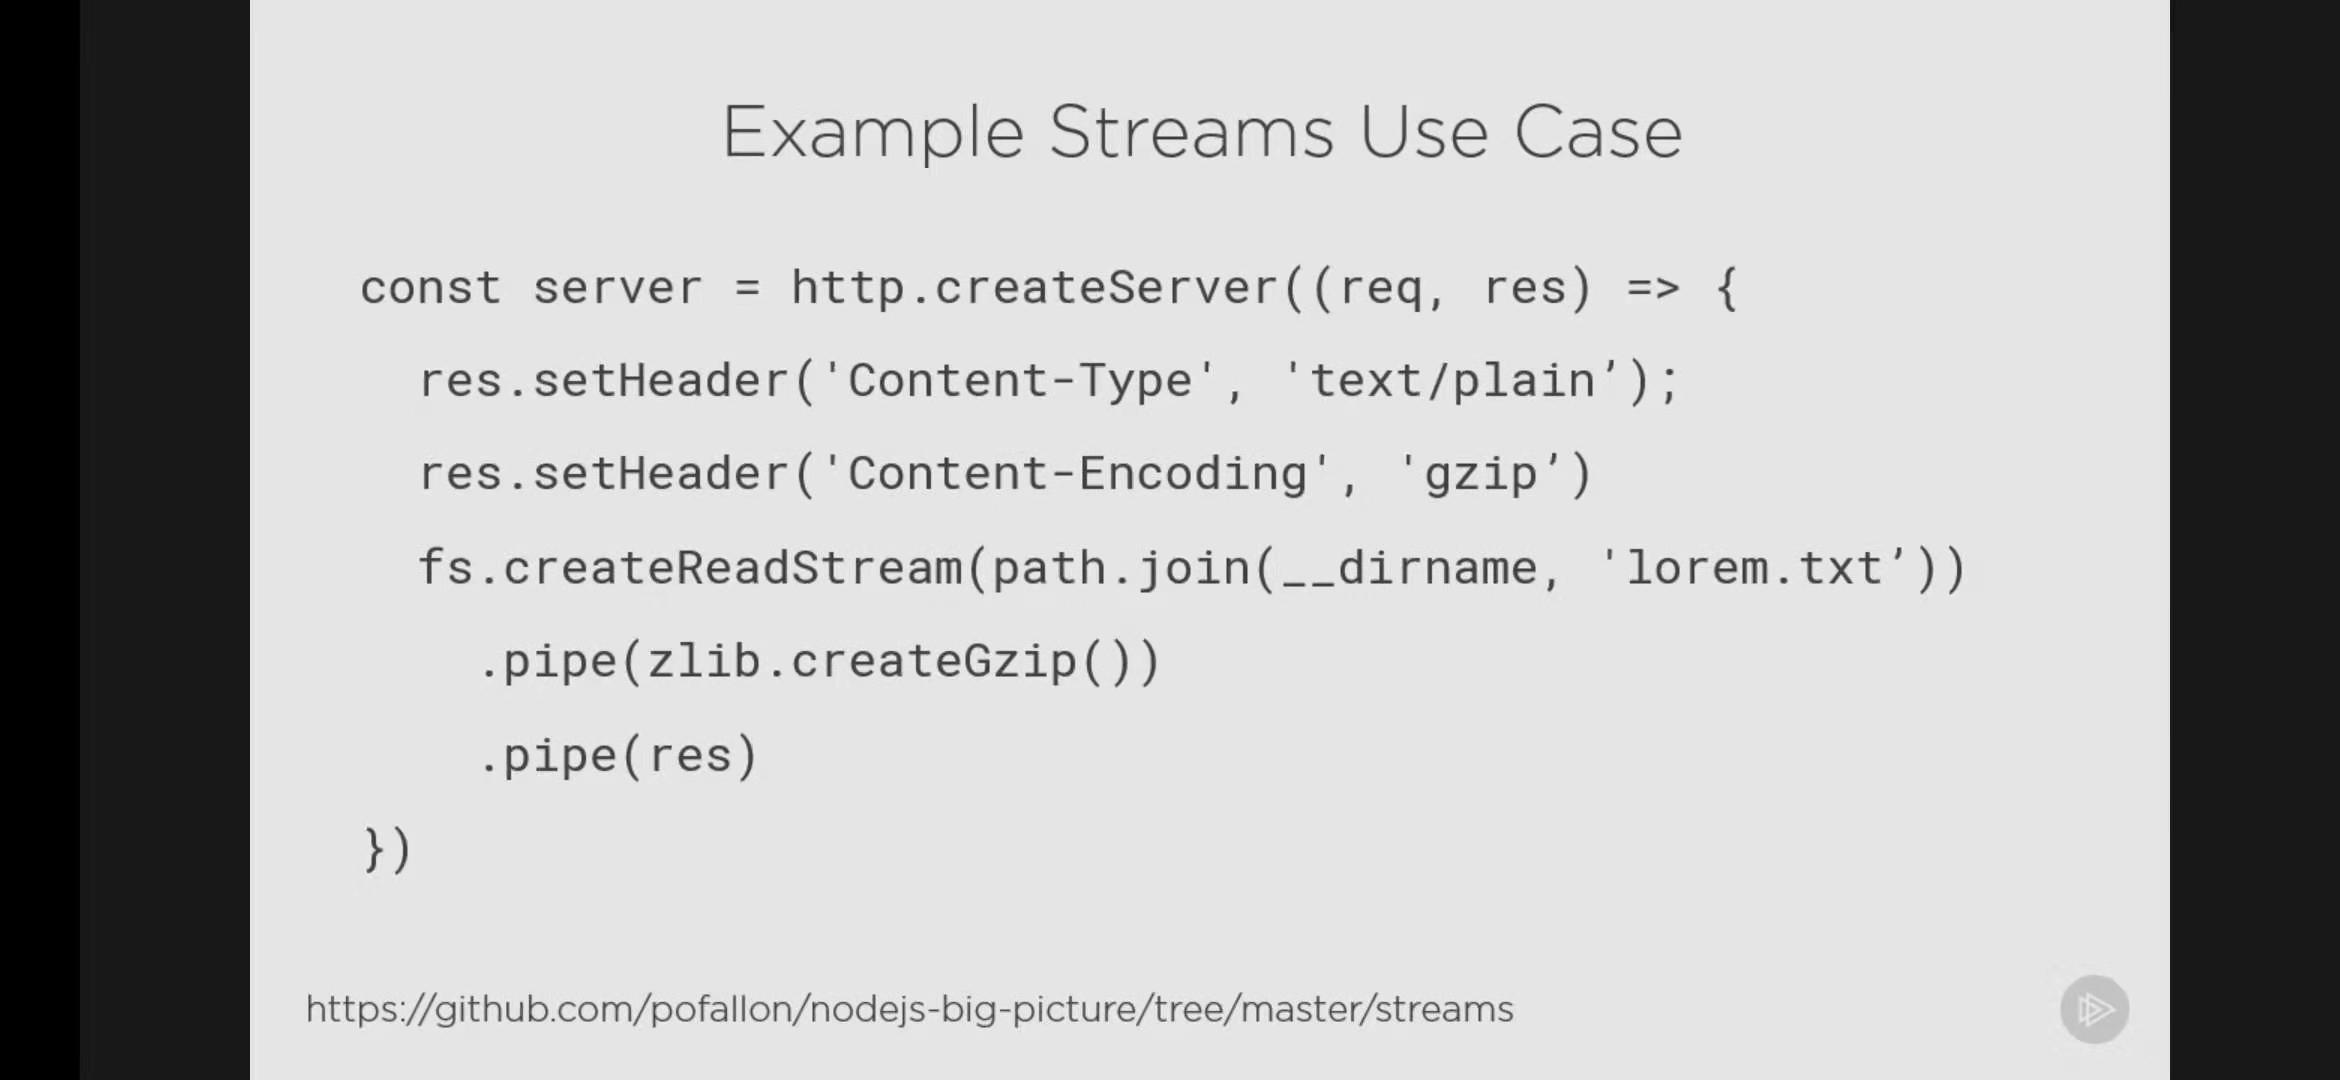 Example Streams Use Case
const server = http.createServer((req, res) => {
res.setHeader('Content-Type', 'text/plain’);
res.setHeader('Content-Encoding', 'gzip’)
fs.createReadStream(path.join(__dirname, 'lorem.txt’))
.pipe(zlib.createGzip())
.pipe(res)
})
https://github.com/pofallon/nodejs-big-picture/tree/master/streams